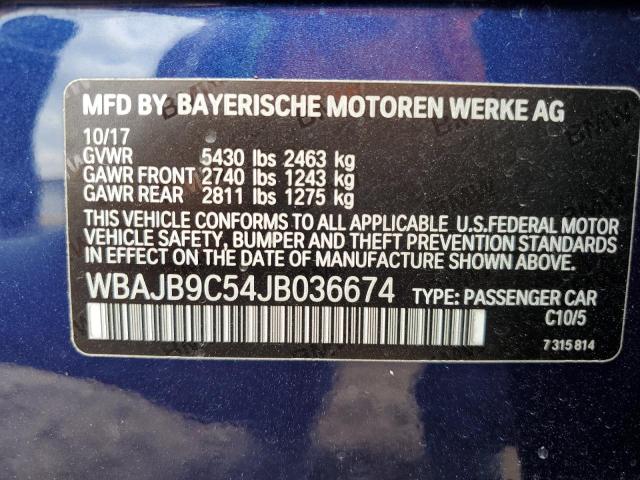 MFD BY BAYERISCHE MOTOREN WERKE AG
10/17
GVWR 5430 lbs 2463 kg
GAWR FRONT 2740 lbs 1243 kg
GAWR REAR 2811 lbs 1275 kg
THIS VEHICLE CONFORMS TO ALL APPLICABLE U.S.FEDERAL MOTOR
VEHICLE SAFETY, BUMPER AND THEFT PREVENTION STANDARDS
IN EFFECT ON THE DATE OF MANUFACTURE SHOWN ABOVE.
WBAJB9C54JB036674 TYPE: PASSENGER CAR
C10/5
7 315 814